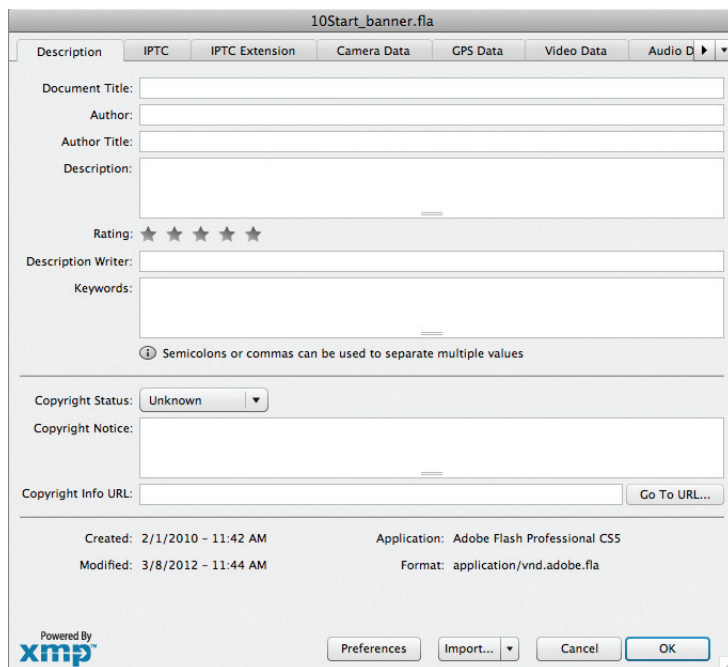 10Start_banner.fla
Description IPTC IPTC Extension Camera Data GPS Data Video Data Audio D
Document Title:
Author:
Author Title:
Description:
Rating:
Description Writer:
Keywords:
Semicolons or commas can be used to separate multiple values
Copyright Status: Unknown
Copyright Notice:
Copyright Info URL: Go To URL...
Created: 2/1/2010 – 11:42 AM Application: Adobe Flash Professional CS5
Modified: 3/8/2012 – 11:44 AM Format: application/vnd.adobe.fla
Powered By
xmp™ Preferences Import... Cancel OK